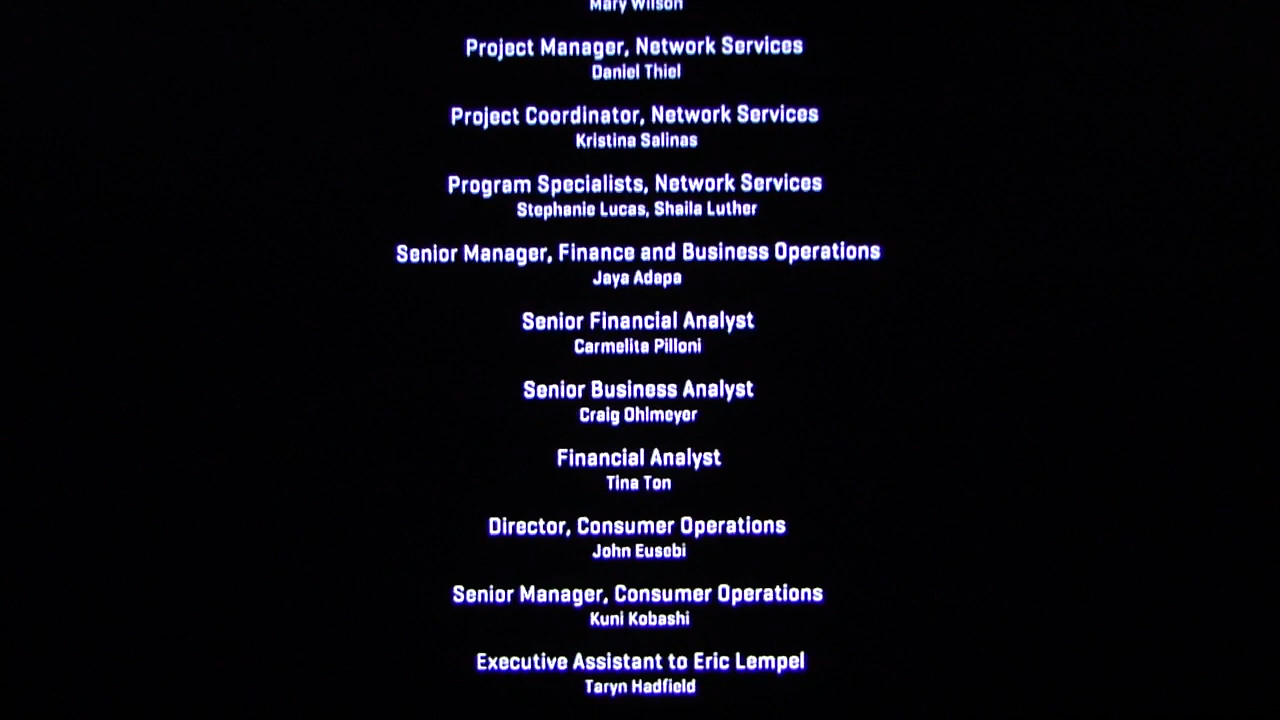 Mary Wilson
Project Manager, Network Services
Daniel Thiel
Project Coordinator, Network Services
Kristina Salinas
Program Specialists, Network Services
Stephanie Lucas, Shaila Luther
Senior Manager, Finance and Business Operations
Jaya Adapa
Senior Financial Analyst
Carmelita Pilloni
Senior Business Analyst
Craig Ohlmeyer
Financial Analyst
Tina Ton
Director, Consumer Operations
John Eusebi
Senior Manager, Consumer Operations
Kuni Kobashi
Executive Assistant to Eric Lempel
Taryn Hadfield